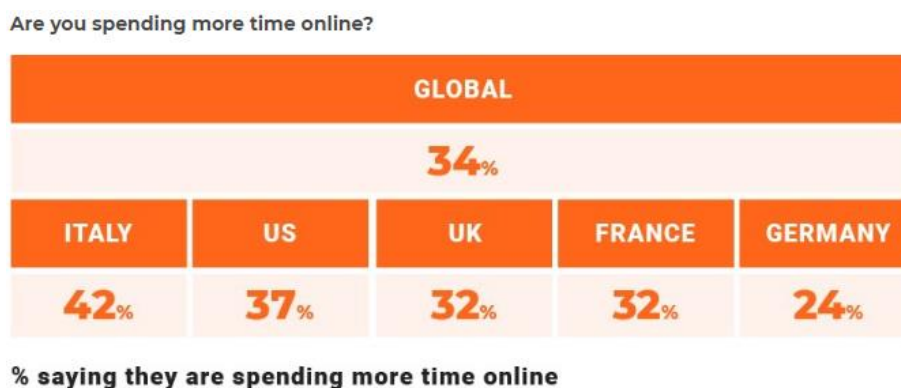 Are you spending more time online?
GLOBAL
34%
ITALY US UK FRANCE GERMANY
42% 37% 32% 32% 24%
% saying they are spending more time online